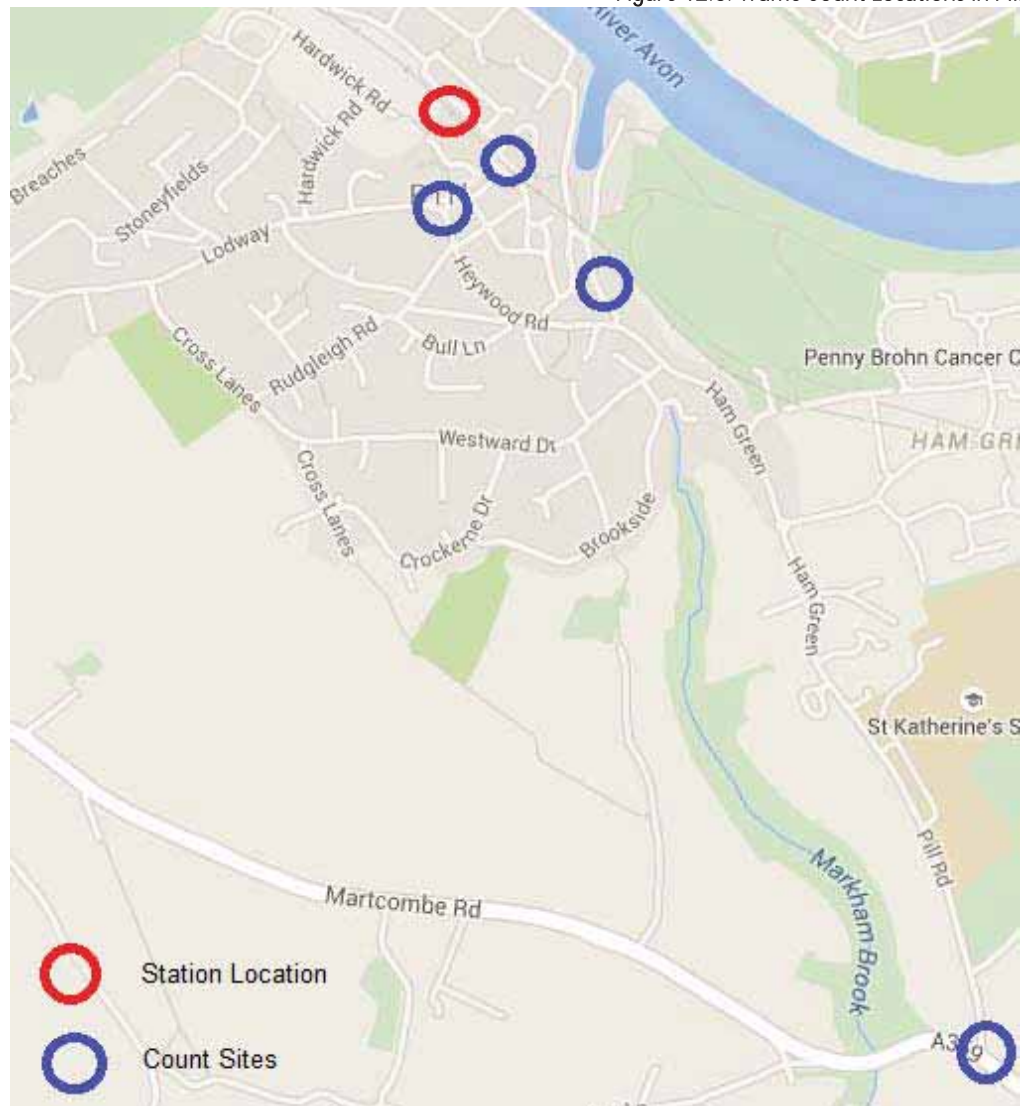 River Avon
Hardwick Rd
Hardwick Rd
Breaches
Stoneyfields
Lodway
Heywood Rd
Bull Ln
Rudgleigh Rd
Cross Lanes
Penny Brohn Cancer C
Ham Green
HAM GRE
Westward Dr
Cross Lanes
Crockerne Dr
Brookside
Ham Green
St Katherine's S
Pill Rd
Markham Brook
Martcombe Rd
Station Location
Count Sites